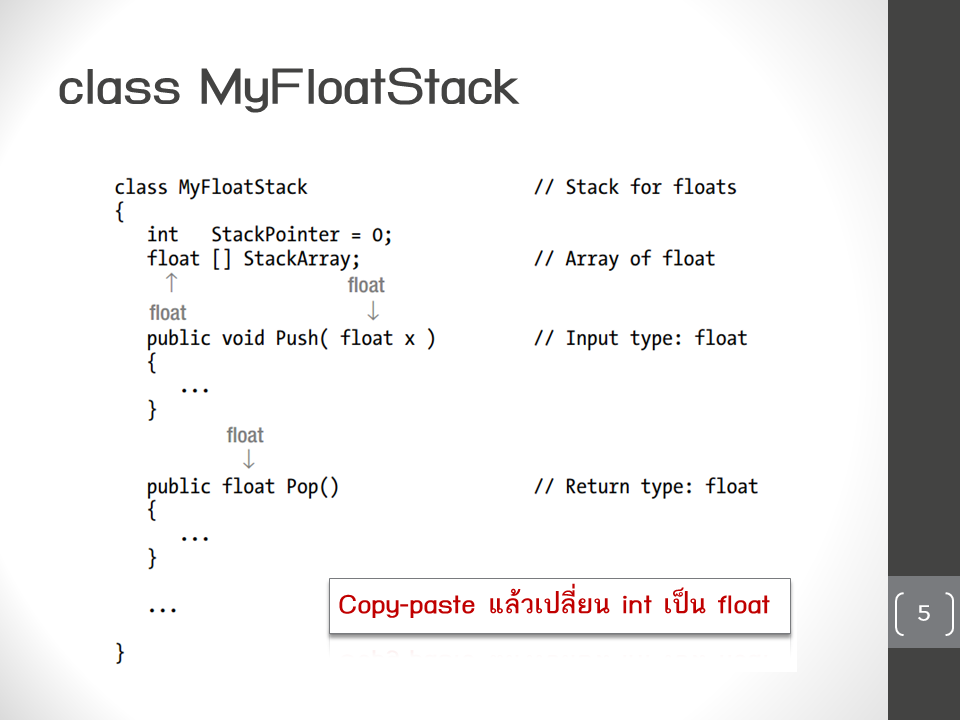 class MyFloatStack
class MyFloatStack // Stack for floats
{
int StackPointer = 0;
float [] StackArray; // Array of float
↑ float
float ↓
public void Push( float x ) // Input type: float
{
...
}
float
↓
public float Pop() // Return type: float
{
...
}
...
}
Copy-paste แล้วเปลี่ยน int เป็น float
5